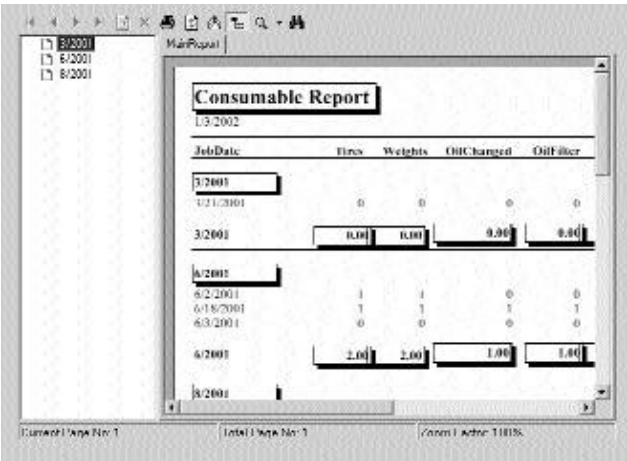 3/2001
6/2001
8/2001
MainReport
Consumable Report
1/3/2002
JobDate Tires Weights OilChanged OilFilter
3/2001
3/21/2001 0 0 0 0
3/2001 0.00 0.00 0.00 0.00
6/2001
6/2/2001 1 1 0 0
6/18/2001 1 1 1 1
6/3/2001 0 0 0 0
6/2001 2.00 2.00 1.00 1.00
8/2001
Current Page No: 1 Total Page No: 1 Zoom Factor: 100%